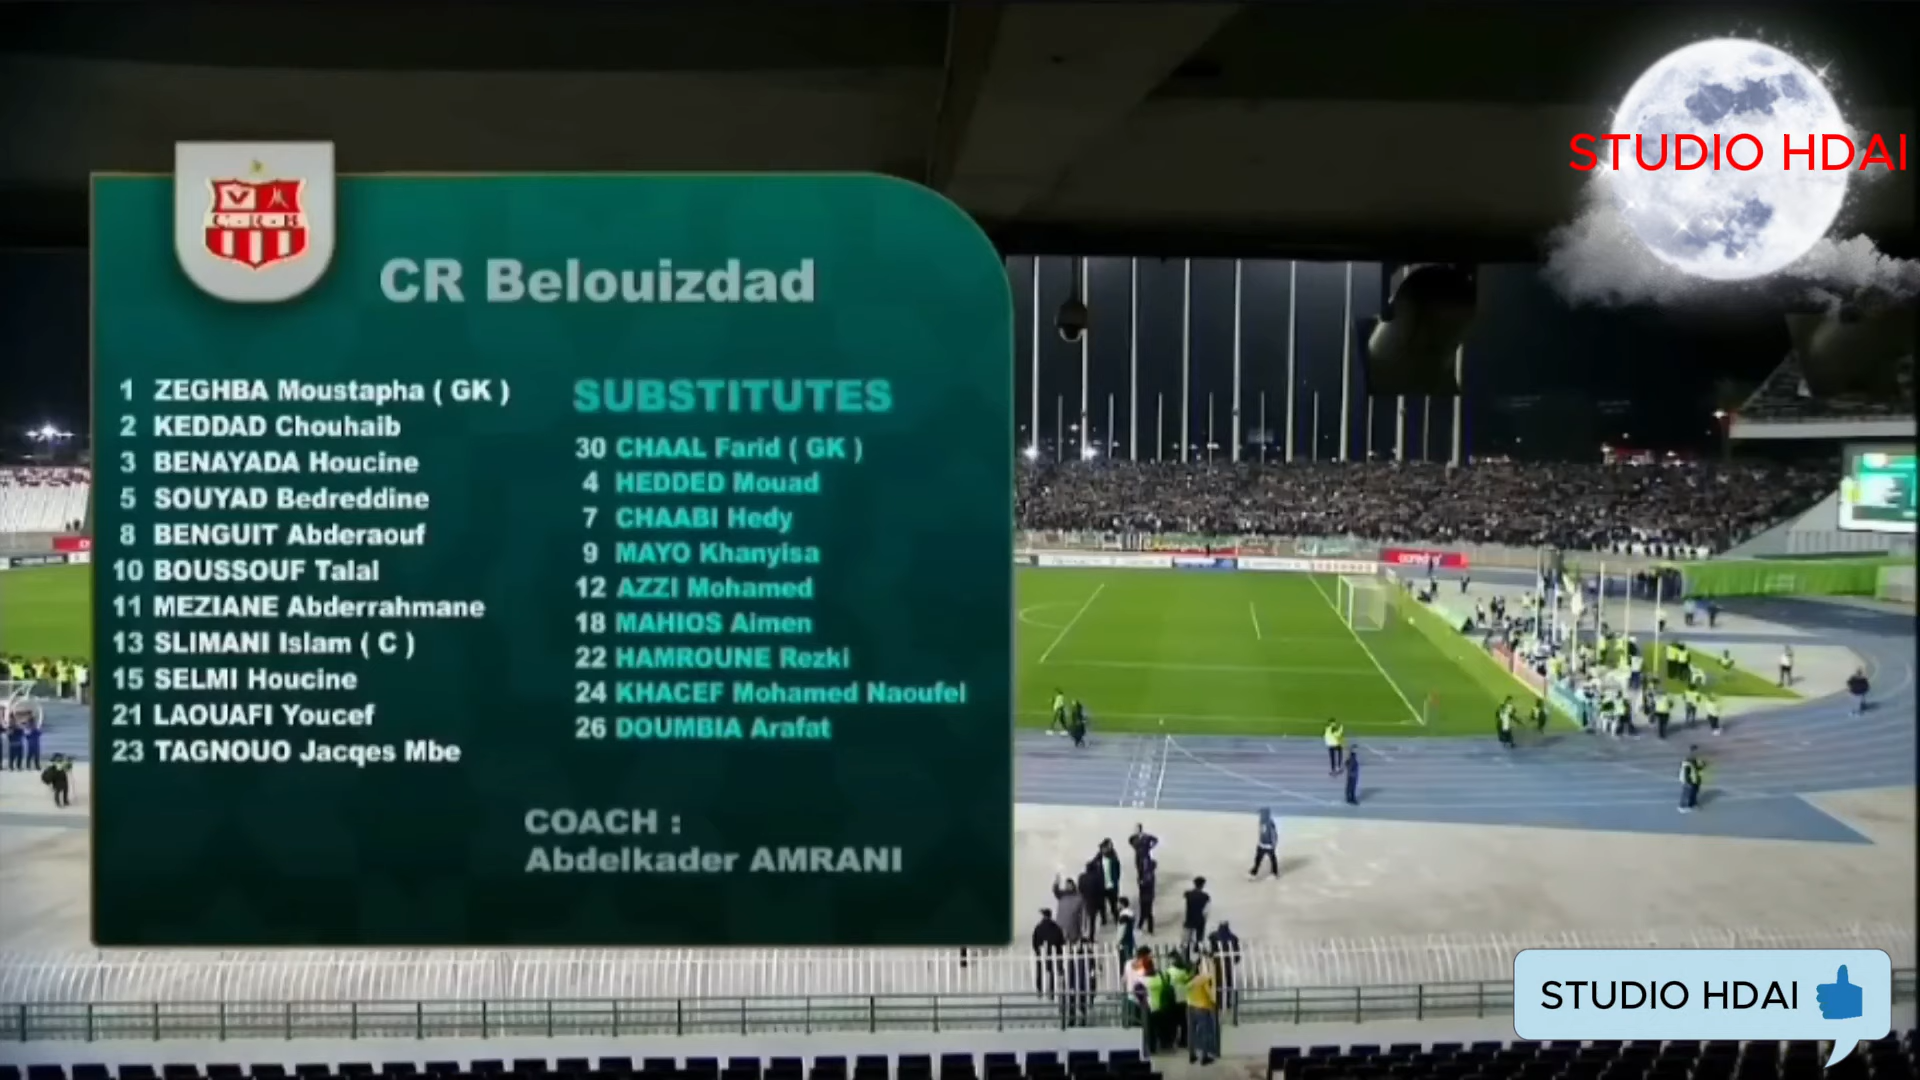 STUDIO HDAI
CR Belouizdad
1 ZEGHBA Moustapha ( GK )
2 KEDDAD Chouhaib
3 BENAYADA Houcine
5 SOUYAD Bedreddine
8 BENGUIT Abderaouf
10 BOUSSOUF Talal
11 MEZIANE Abderrahmane
13 SLIMANI Islam ( C )
15 SELMI Houcine
21 LAOUAFI Youcef
23 TAGNOUO Jacqes Mbe
SUBSTITUTES
30 CHAAL Farid ( GK )
4 HEDDED Mouad
7 CHAABI Hedy
9 MAYO Khanyisa
12 AZZI Mohamed
18 MAHIOS Aimen
22 HAMROUNE Rezki
24 KHACEF Mohamed Naoufel
26 DOUMBIA Arafat
COACH :
Abdelkader AMRANI
STUDIO HDAI